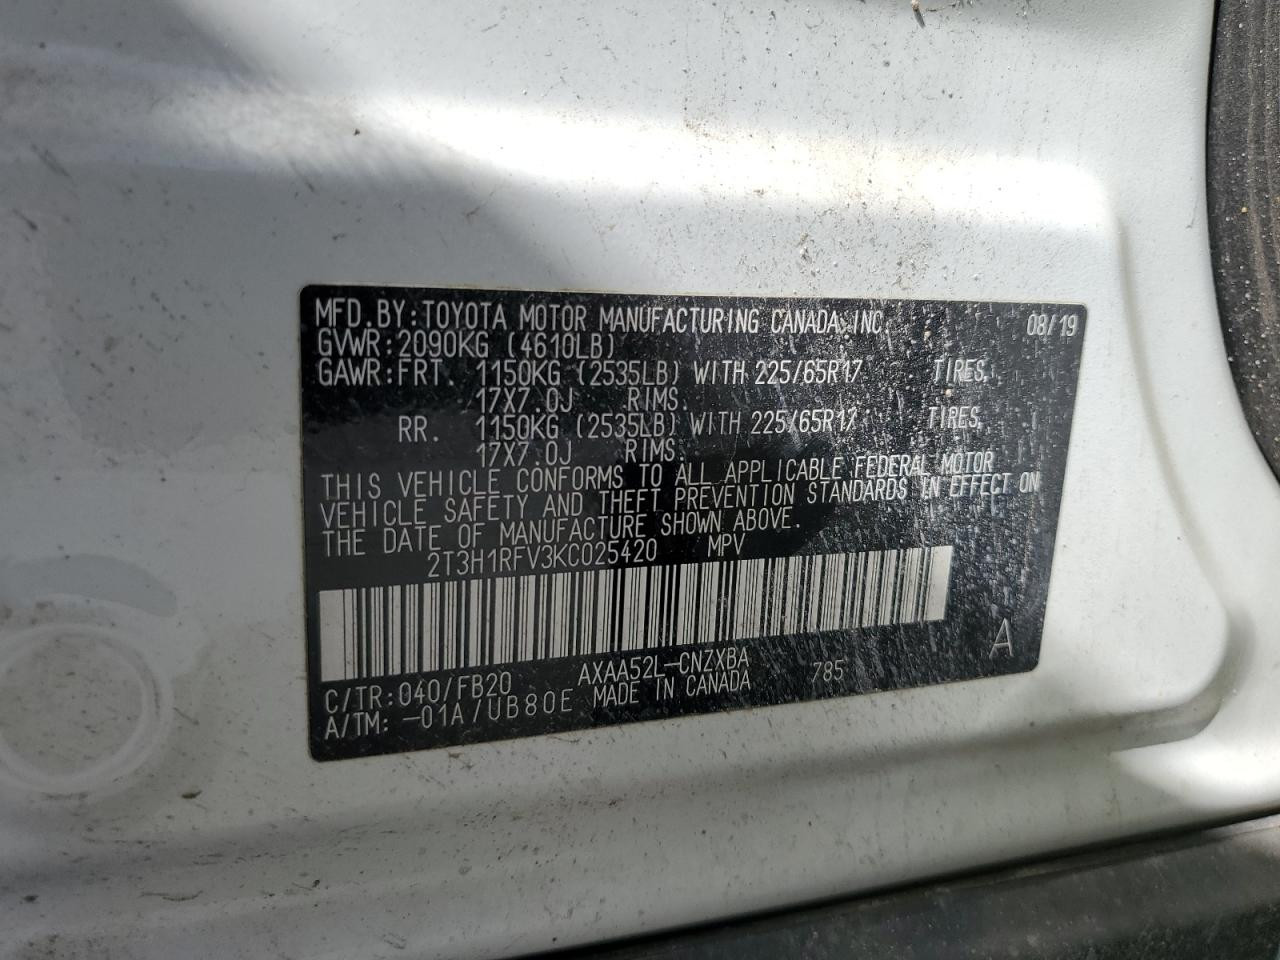 MFD.BY:TOYOTA MOTOR MANUFACTURING CANADA INC. 08/19
GVWR:2090KG (4610LB)
GAWR:FRT. 1150KG (2535LB) WITH 225/65R17 TIRES,
17X7.0J RIMS.
RR. 1150KG (2535LB) WITH 225/65R17 TIRES,
17X7.0J RIMS.
THIS VEHICLE CONFORMS TO ALL APPLICABLE FEDERAL MOTOR
VEHICLE SAFETY AND THEFT PREVENTION STANDARDS IN EFFECT ON
THE DATE OF MANUFACTURE SHOWN ABOVE.
2T3H1RFV3KC025420 MPV
A
C/TR:040/FB20 AXAA52L-CNZXBA 785
A/TM:-01A/UB80E MADE IN CANADA